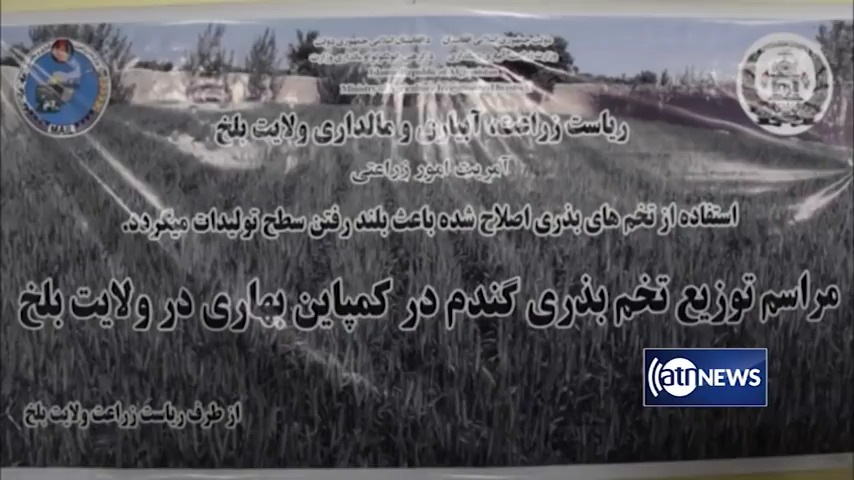 ریاست زراعت، آبیاری و مالداری ولایت بلخ
آمریت امور زراعتی
استفاده از تخم های بذری اصلاح شده باعث بلند رفتن سطح تولیدات میگردد.
مراسم توزیع تخم بذری گندم در کمپاین بهاری در ولایت بلخ
atn NEWS
از طرف ریاست زراعت ولایت بلخ